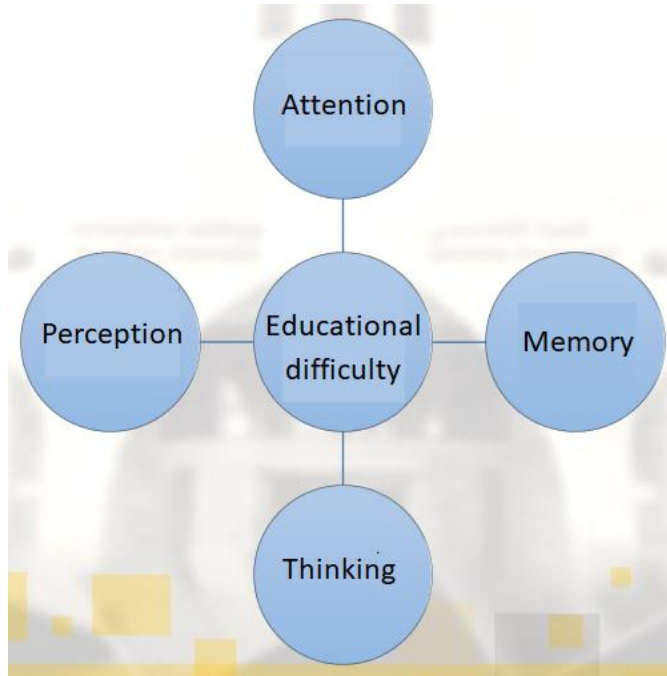 Attention
Perception
Educational
difficulty
Memory
Thinking